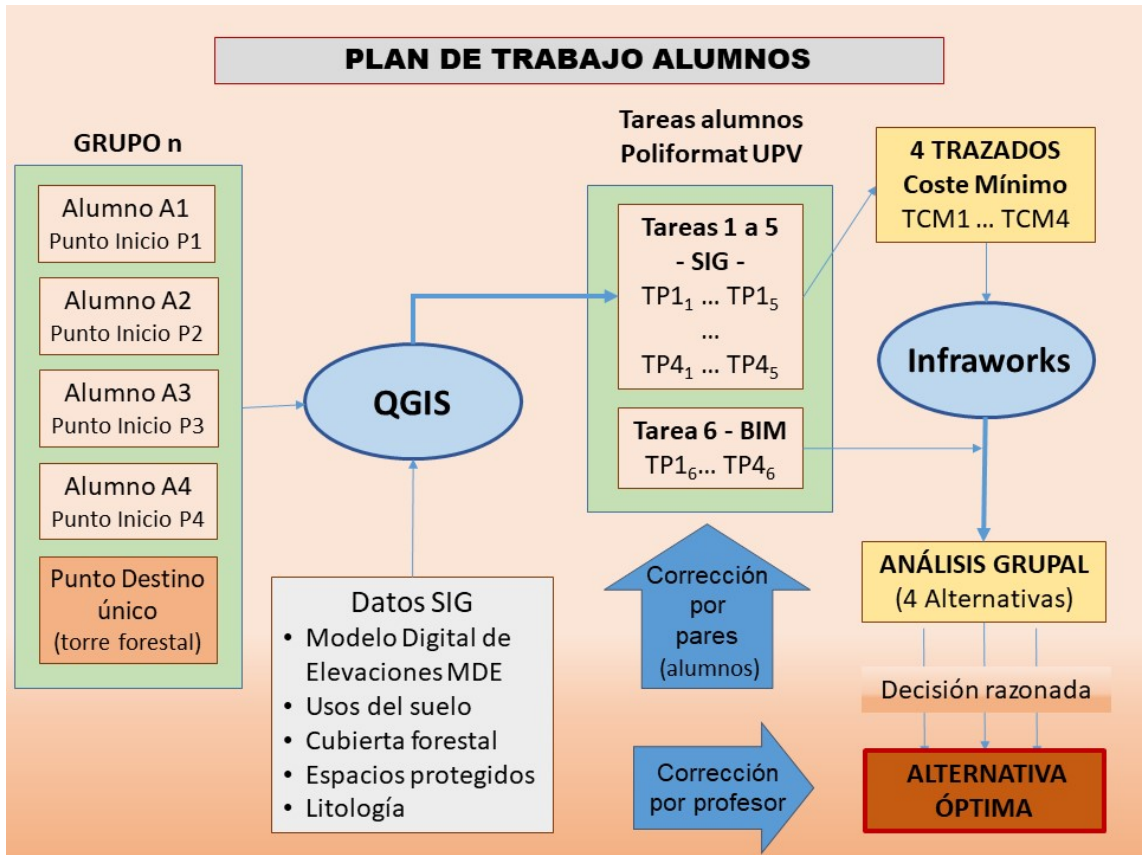 PLAN DE TRABAJO ALUMNOS
GRUPO n
Alumno A1
Punto Inicio P1
Alumno A2
Punto Inicio P2
Alumno A3
Punto Inicio P3
Alumno A4
Punto Inicio P4
Punto Destino
único
(torre forestal)
QGIS
Datos SIG
• Modelo Digital de
Elevaciones MDE
• Usos del suelo
• Cubierta forestal
• Espacios protegidos
• Litología
Tareas alumnos
Poliformat UPV
Tareas 1 a 5
- SIG -
TP1₁ ... TP1₅
...
TP4₁ ... TP4₅
Tarea 6 - BIM
TP1₆... TP4₆
Corrección
por
pares
(alumnos)
Corrección
por profesor
4 TRAZADOS
Coste Mínimo
TCM1 ... TCM4
Infraworks
ANÁLISIS GRUPAL
(4 Alternativas)
Decisión razonada
ALTERNATIVA
ÓPTIMA